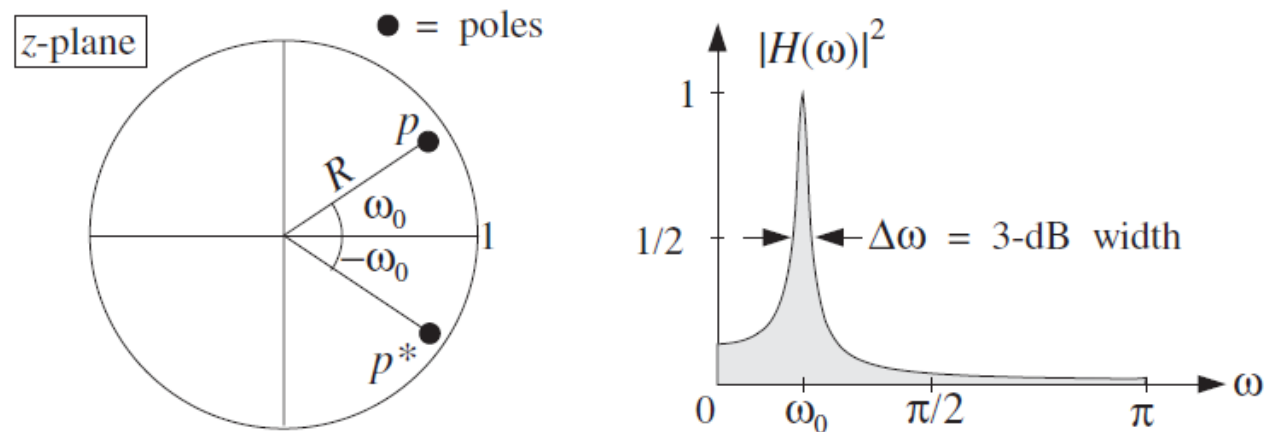 z-plane
● = poles
p
R
ω₀
1
−ω₀
p*
|H(ω)|²
1
1/2
Δω = 3-dB width
0
ω₀
π/2
π
ω